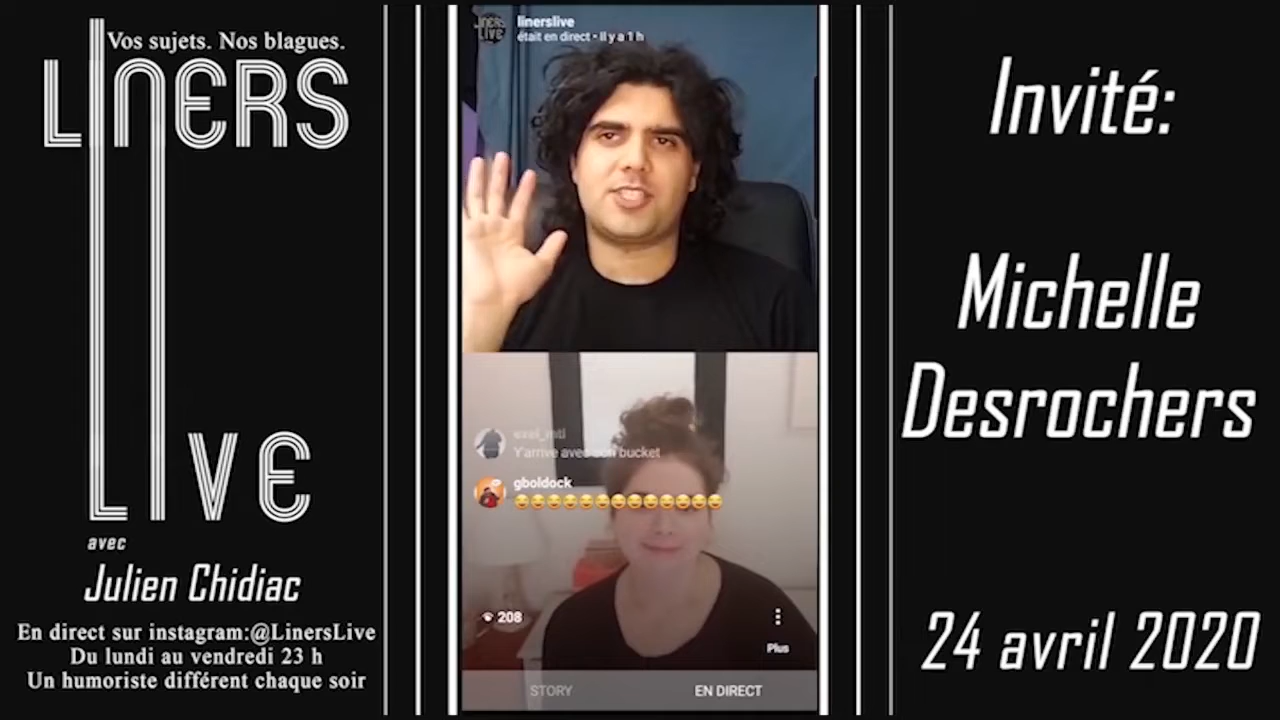 Vos sujets. Nos blagues.
LINERS
LIVE
avec
Julien Chidiac
En direct sur instagram:@LinersLive
Du lundi au vendredi 23 h
Un humoriste différent chaque soir
LINERS
LIVE
linerslive
était en direct • Il y a 1 h
Y'arrive avec son bucket
gboldock
😂😂😂😂😂😂😂😂😂😂😂😂😂
208
Plus
STORY
EN DIRECT
Invité:
Michelle
Desrochers
24 avril 2020